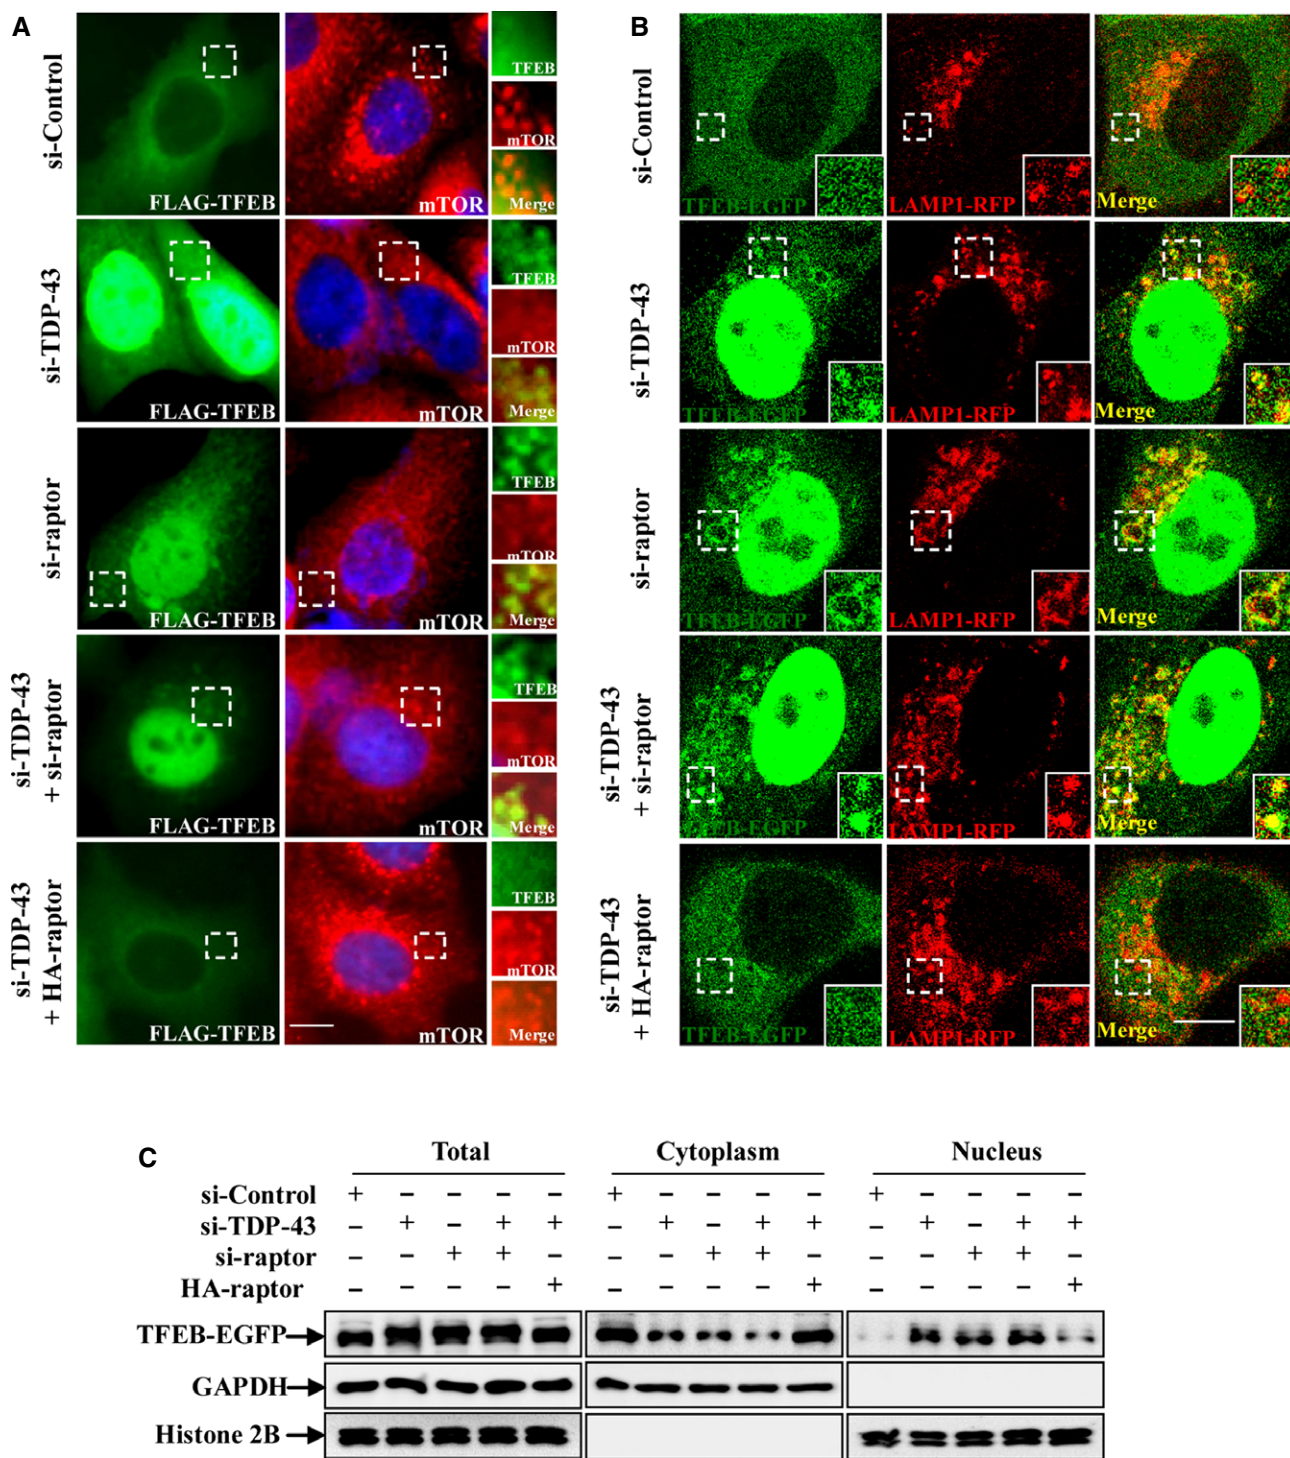 A
B
si-Control
FLAG-TFEB
mTOR
TFEB
mTOR
Merge
si-TDP-43
FLAG-TFEB
mTOR
TFEB
mTOR
Merge
si-raptor
FLAG-TFEB
mTOR
TFEB
mTOR
Merge
si-TDP-43
+ si-raptor
FLAG-TFEB
mTOR
TFEB
mTOR
Merge
si-TDP-43
+ HA-raptor
FLAG-TFEB
mTOR
TFEB
mTOR
Merge
si-Control
TFEB-EGFP
LAMP1-RFP
Merge
si-TDP-43
TFEB-EGFP
LAMP1-RFP
Merge
si-raptor
TFEB-EGFP
LAMP1-RFP
Merge
si-TDP-43
+ si-raptor
TFEB-EGFP
LAMP1-RFP
Merge
si-TDP-43
+ HA-raptor
TFEB-EGFP
LAMP1-RFP
Merge
C
Total Cytoplasm Nucleus
si-Control + − − − − + − − − − + − − − −
si-TDP-43 − + − + + − + − + + − + − + +
si-raptor − − + + − − − + + − − − + + −
HA-raptor − − − − + − − − − + − − − − +
TFEB-EGFP
GAPDH
Histone 2B